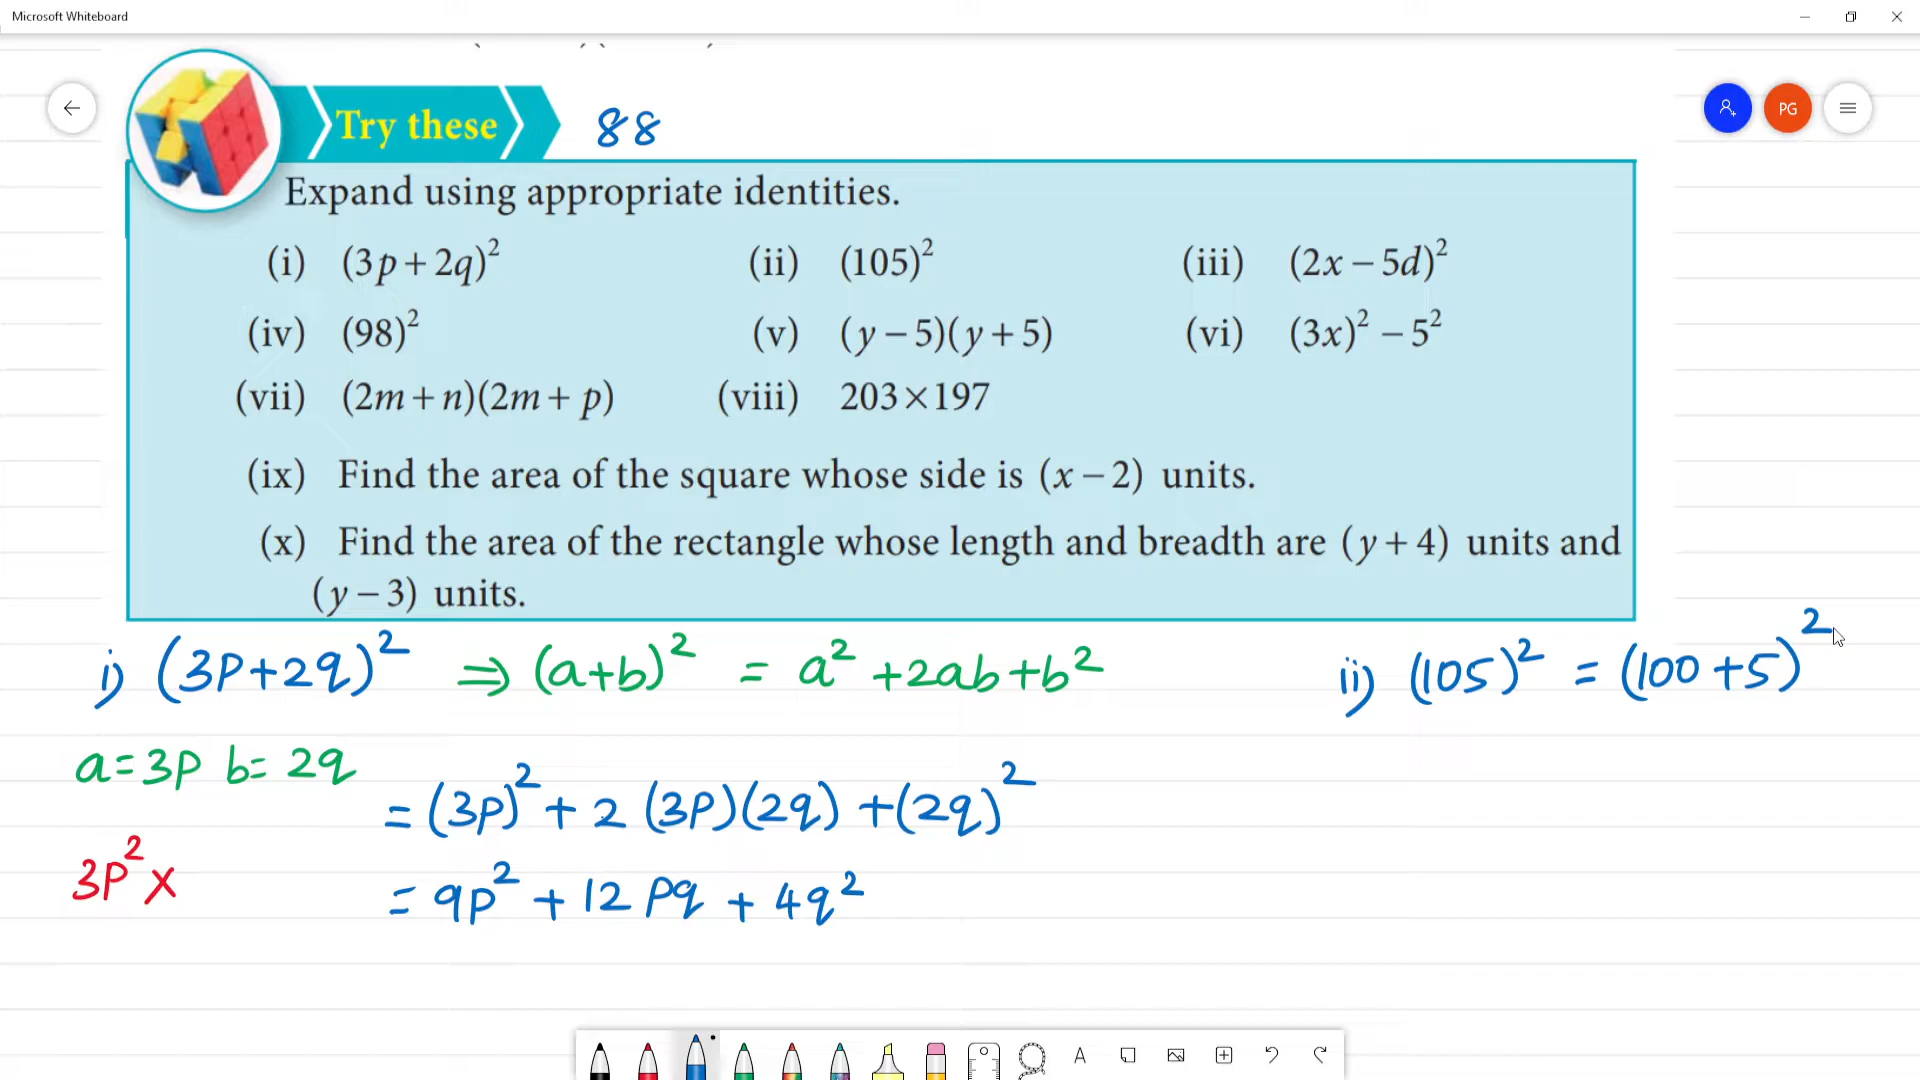 Microsoft Whiteboard
Try these 88
Expand using appropriate identities.
(i) (3p + 2q)² (ii) (105)² (iii) (2x − 5d)²
(iv) (98)² (v) (y − 5)(y + 5) (vi) (3x)² − 5²
(vii) (2m + n)(2m + p) (viii) 203 × 197
(ix) Find the area of the square whose side is (x − 2) units.
(x) Find the area of the rectangle whose length and breadth are (y + 4) units and
(y − 3) units.
i) (3p+2q)² ⇒ (a+b)² = a² +2ab+b² ii) (105)² = (100 +5)²
a=3p b= 2q
= (3p)² + 2 (3p)(2q) +(2q)²
3p² x
= 9p² + 12 pq + 4q²
PG
A